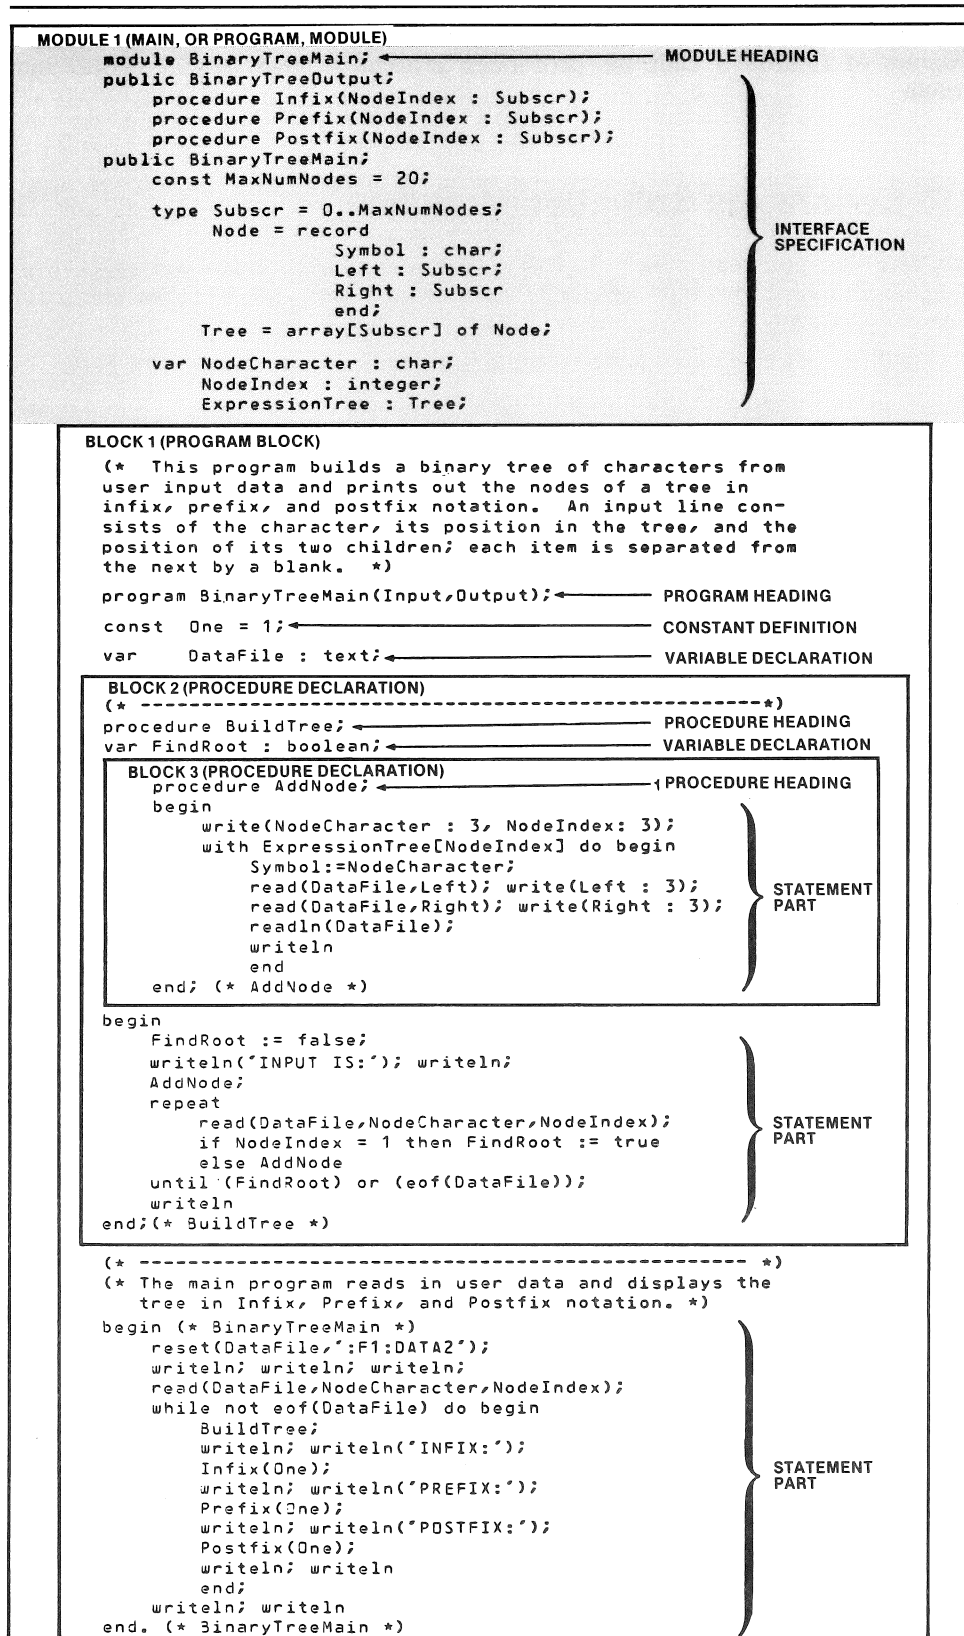 MODULE 1 (MAIN, OR PROGRAM, MODULE)
module BinaryTreeMain; MODULE HEADING
public BinaryTreeOutput;
procedure Infix(NodeIndex : Subscr);
procedure Prefix(NodeIndex : Subscr);
procedure Postfix(NodeIndex : Subscr);
public BinaryTreeMain;
const MaxNumNodes = 20;
type Subscr = 0..MaxNumNodes;
Node = record
INTERFACE
SPECIFICATION
Symbol : char;
Left : Subscr;
Right : Subscr
end;
Tree = array[Subscr] of Node;
var NodeCharacter : char;
NodeIndex : integer;
ExpressionTree : Tree;
BLOCK 1 (PROGRAM BLOCK)
(* This program builds a binary tree of characters from
user input data and prints out the nodes of a tree in
infix, prefix, and postfix notation. An input line con-
sists of the character, its position in the tree, and the
position of its two children; each item is separated from
the next by a blank. *)
program BinaryTreeMain(Input,Output); PROGRAM HEADING
const One = 1; CONSTANT DEFINITION
var DataFile : text; VARIABLE DECLARATION
BLOCK 2 (PROCEDURE DECLARATION)
(* --------------------------------------------------*)
procedure BuildTree; PROCEDURE HEADING
var FindRoot : boolean; VARIABLE DECLARATION
BLOCK 3 (PROCEDURE DECLARATION)
procedure AddNode; PROCEDURE HEADING
begin
write(NodeCharacter : 3, NodeIndex: 3);
with ExpressionTree[NodeIndex] do begin
Symbol:=NodeCharacter;
read(DataFile,Left); write(Left : 3); STATEMENT
read(DataFile,Right); write(Right : 3); PART
readln(DataFile);
writeln
end
end; (* AddNode *)
begin
FindRoot := false;
writeln('INPUT IS:'); writeln;
AddNode;
repeat
read(DataFile,NodeCharacter,NodeIndex); STATEMENT
if NodeIndex = 1 then FindRoot := true PART
else AddNode
until (FindRoot) or (eof(DataFile));
writeln
end;(* BuildTree *)
(* ------------------------------------------------- *)
(* The main program reads in user data and displays the
tree in Infix, Prefix, and Postfix notation. *)
begin (* BinaryTreeMain *)
reset(DataFile,':F1:DATA2');
writeln; writeln; writeln;
read(DataFile,NodeCharacter,NodeIndex);
while not eof(DataFile) do begin
BuildTree;
writeln; writeln('INFIX:');
Infix(One); STATEMENT
writeln; writeln('PREFIX:'); PART
Prefix(One);
writeln; writeln('POSTFIX:');
Postfix(One);
writeln; writeln
end;
writeln; writeln
end. (* BinaryTreeMain *)